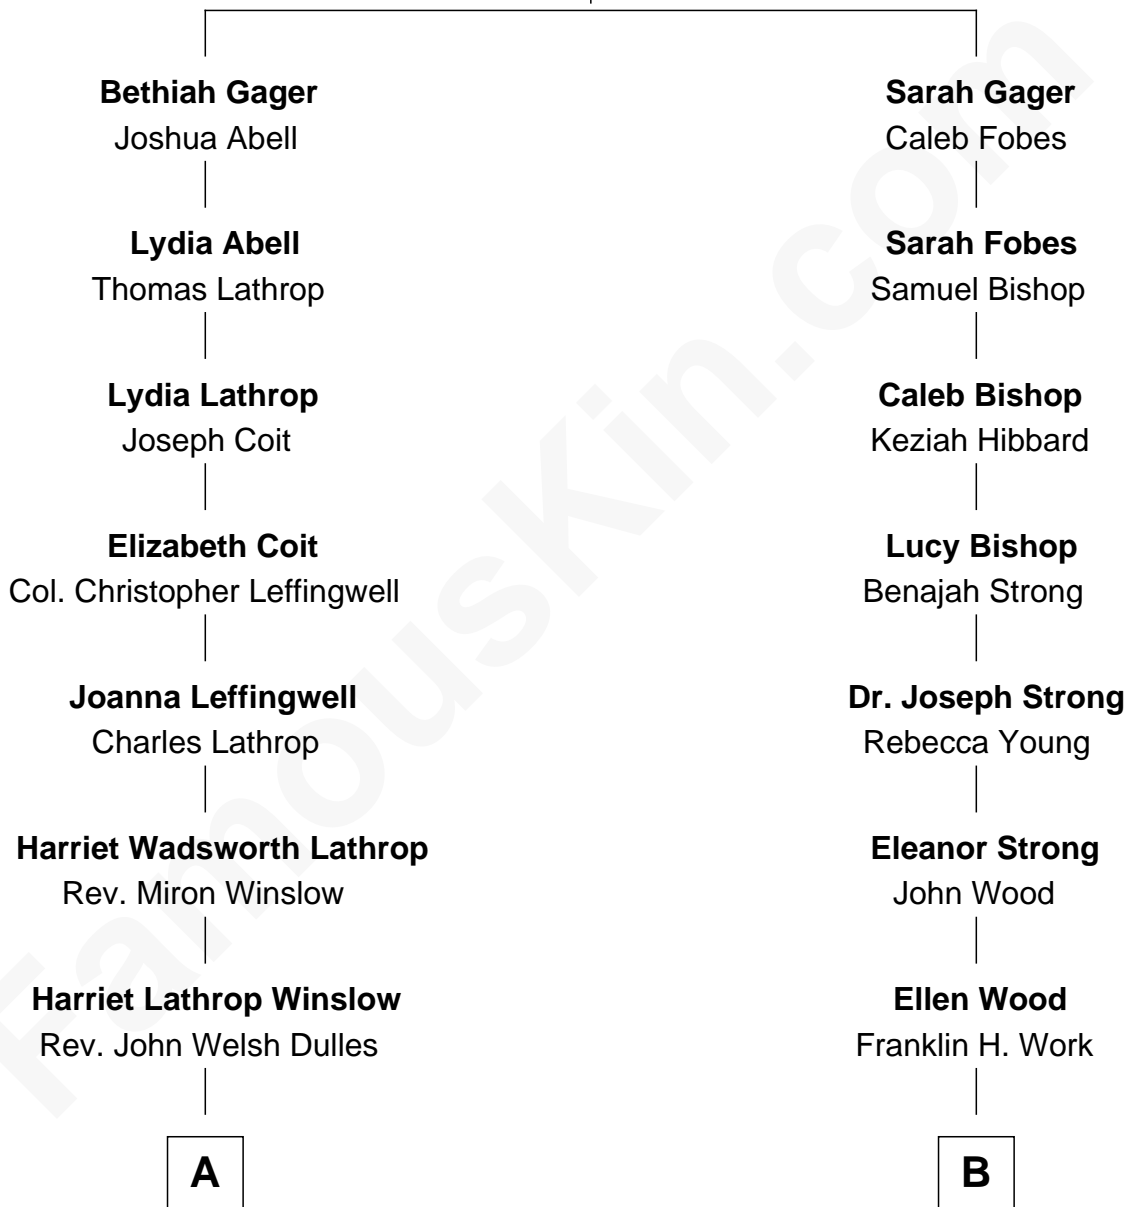 Bethiah Gager
Joshua Abell
Lydia Abell
Thomas Lathrop
Lydia Lathrop
Joseph Coit
Elizabeth Coit
Col. Christopher Leffingwell
Joanna Leffingwell
Charles Lathrop
Harriet Wadsworth Lathrop
Rev. Miron Winslow
Harriet Lathrop Winslow
Rev. John Welsh Dulles
A
Sarah Gager
Caleb Fobes
Sarah Fobes
Samuel Bishop
Caleb Bishop
Keziah Hibbard
Lucy Bishop
Benajah Strong
Dr. Joseph Strong
Rebecca Young
Eleanor Strong
John Wood
Ellen Wood
Franklin H. Work
B
FamousKin.com